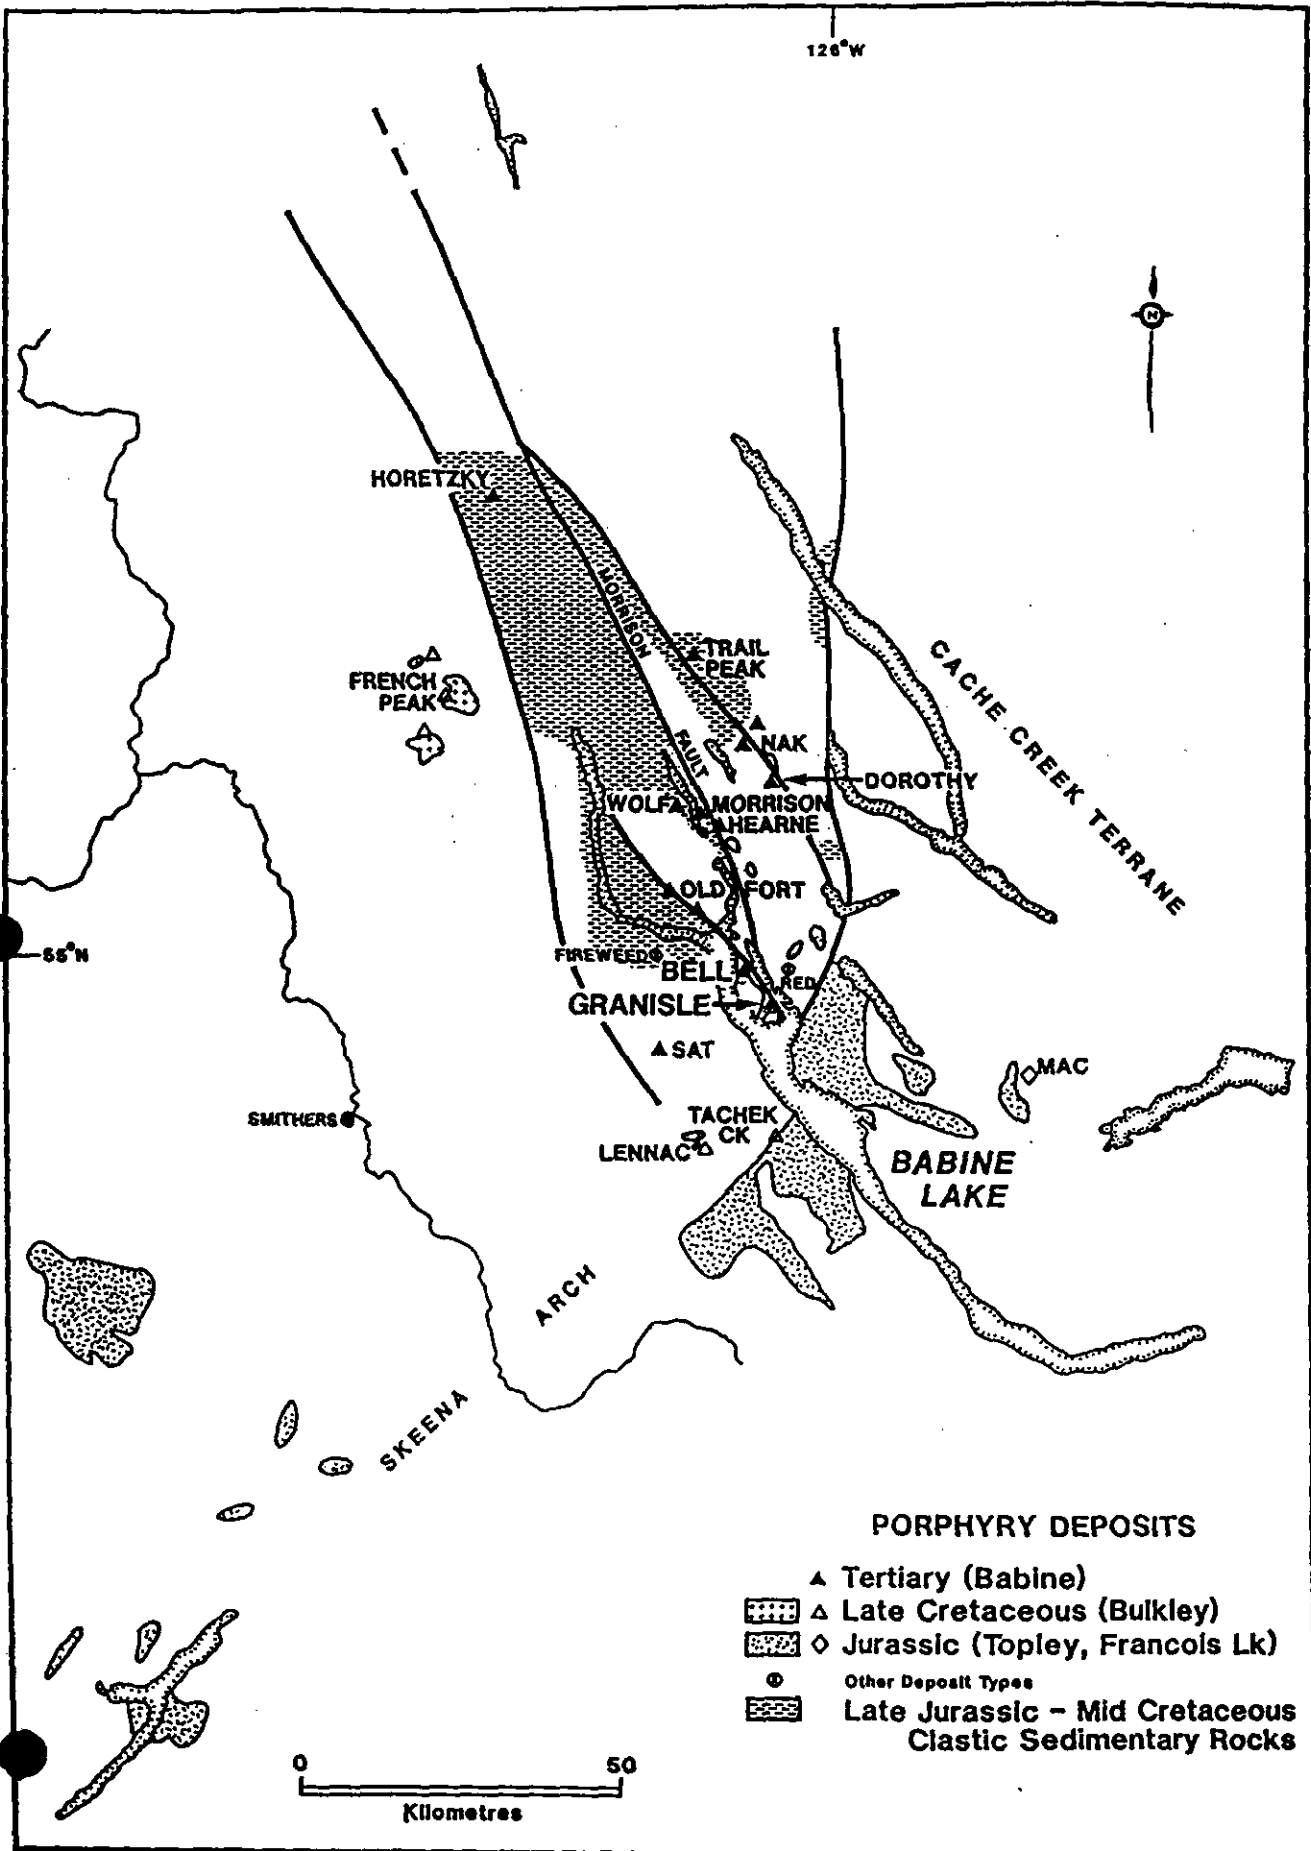 126°W
N
HORETZKY
MORRISON
FAULT
TRAIL
PEAK
FRENCH
PEAK
NAK
DOROTHY
CACHE CREEK TERRANE
WOLF
MORRISON
HEARNE
OLD FORT
55°N
FIREWEED
BELL
RED
GRANISLE
SAT
MAC
SMITHERS
TACHEK
CK
LENNAC
BABINE
LAKE
SKEENA ARCH
PORPHYRY DEPOSITS
Tertiary (Babine)
Late Cretaceous (Bulkley)
Jurassic (Topley, Francois Lk)
Other Deposit Types
Late Jurassic - Mid Cretaceous
Clastic Sedimentary Rocks
0 50
Kilometres